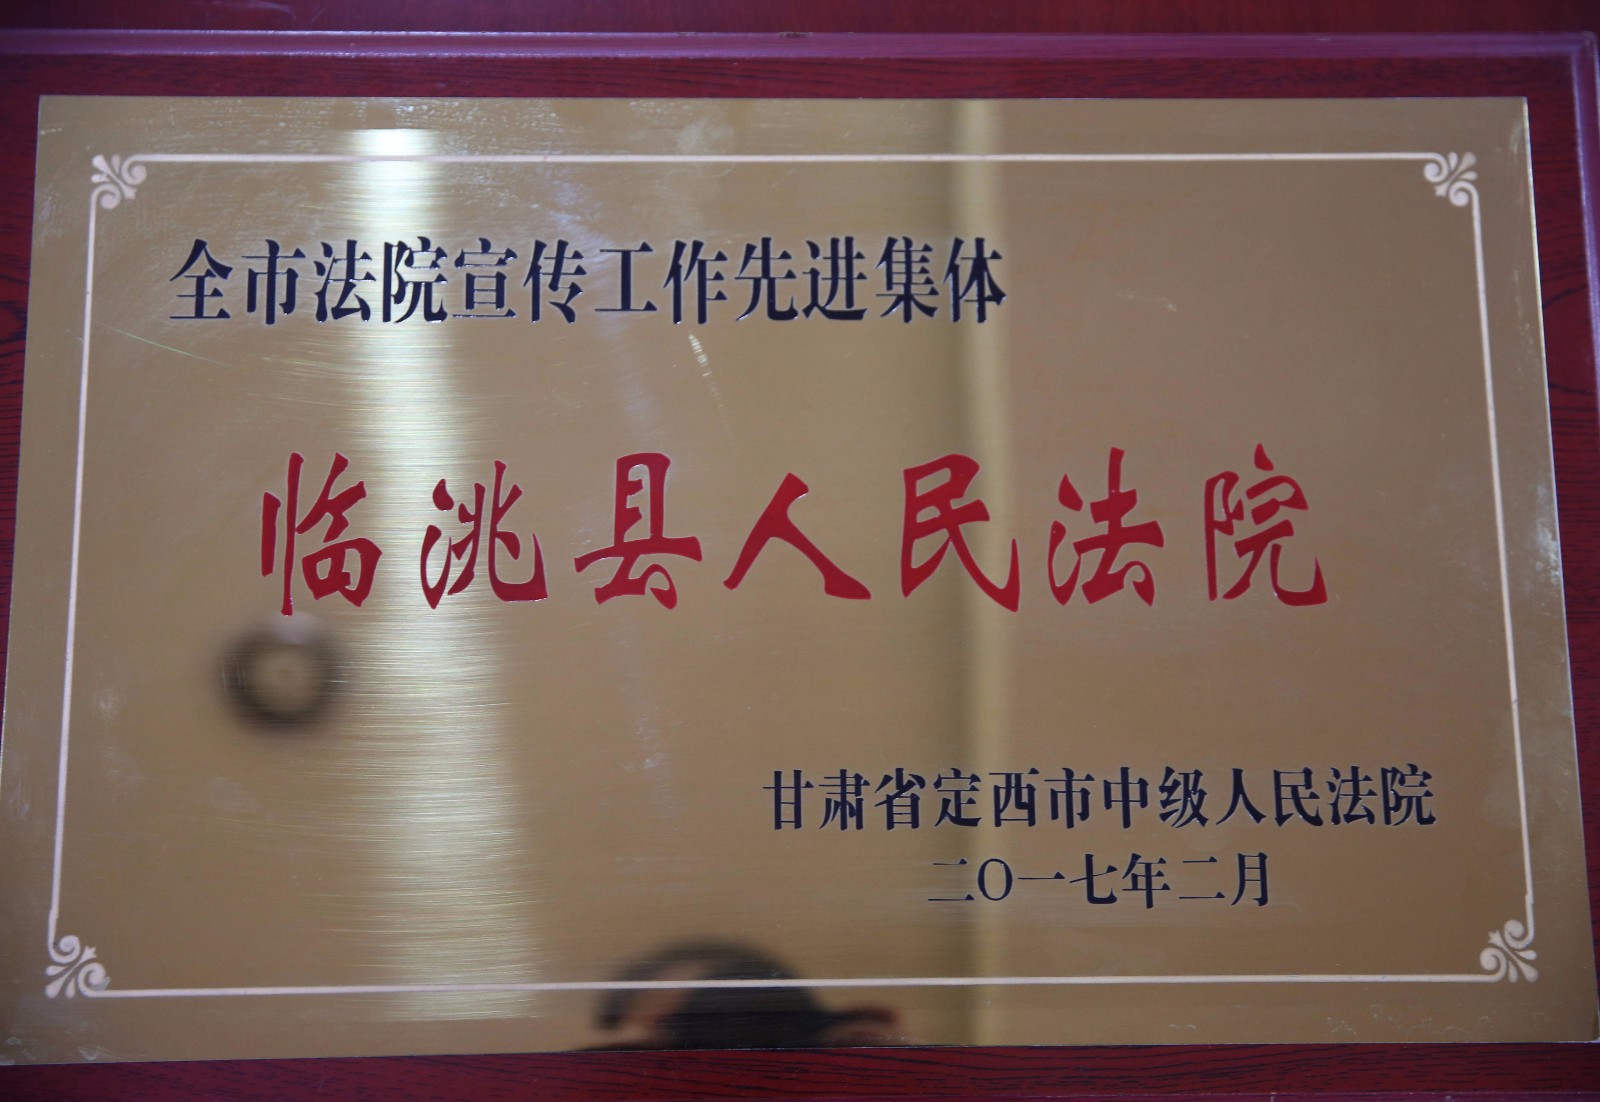 全市法院宣传工作先进集体
临洮县人民法院
甘肃省定西市中级人民法院
二〇一七年二月